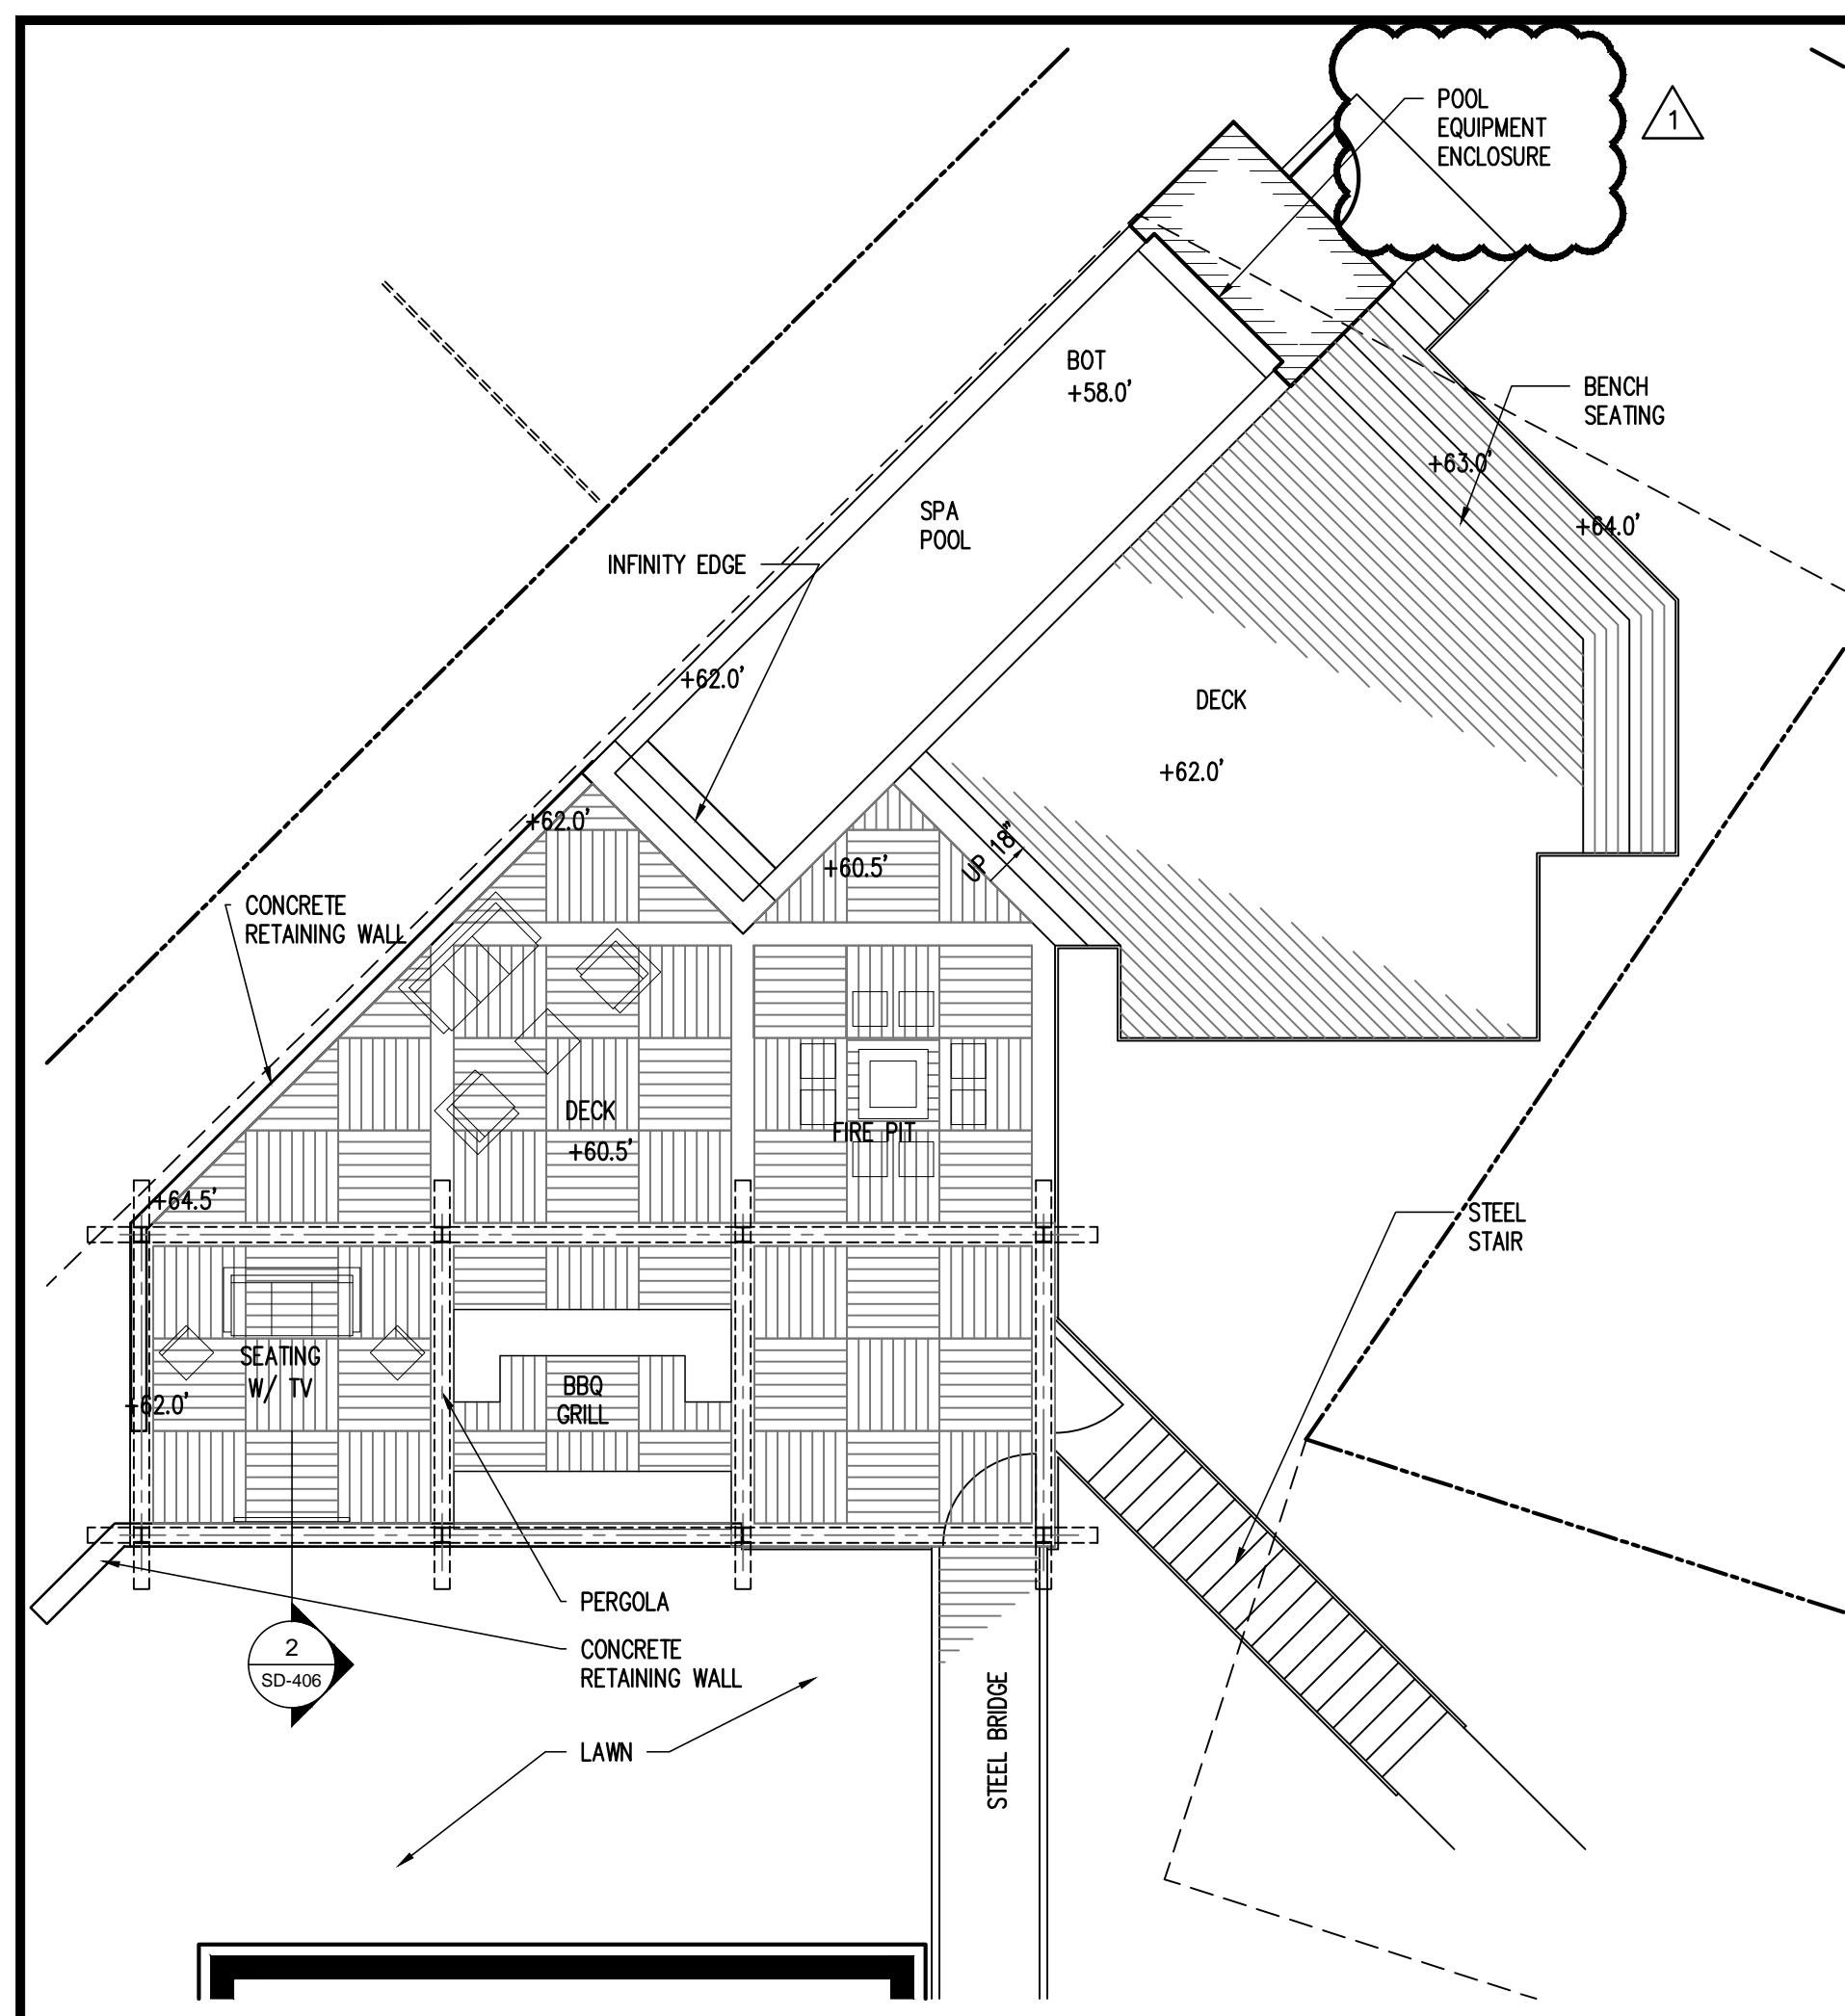 POOL
EQUIPMENT
ENCLOSURE
1
BOT
+58.0'
BENCH
SEATING
+63.0'
+64.0'
SPA
POOL
INFINITY EDGE
+62.0'
DECK
+62.0'
+62.0'
+60.5'
UP 18"
CONCRETE
RETAINING WALL
DECK
+60.5'
FIRE PIT
+64.5'
STEEL
STAIR
SEATING
W/ TV
+62.0'
BBQ
GRILL
PERGOLA
CONCRETE
RETAINING WALL
2
SD-406
STEEL BRIDGE
LAWN